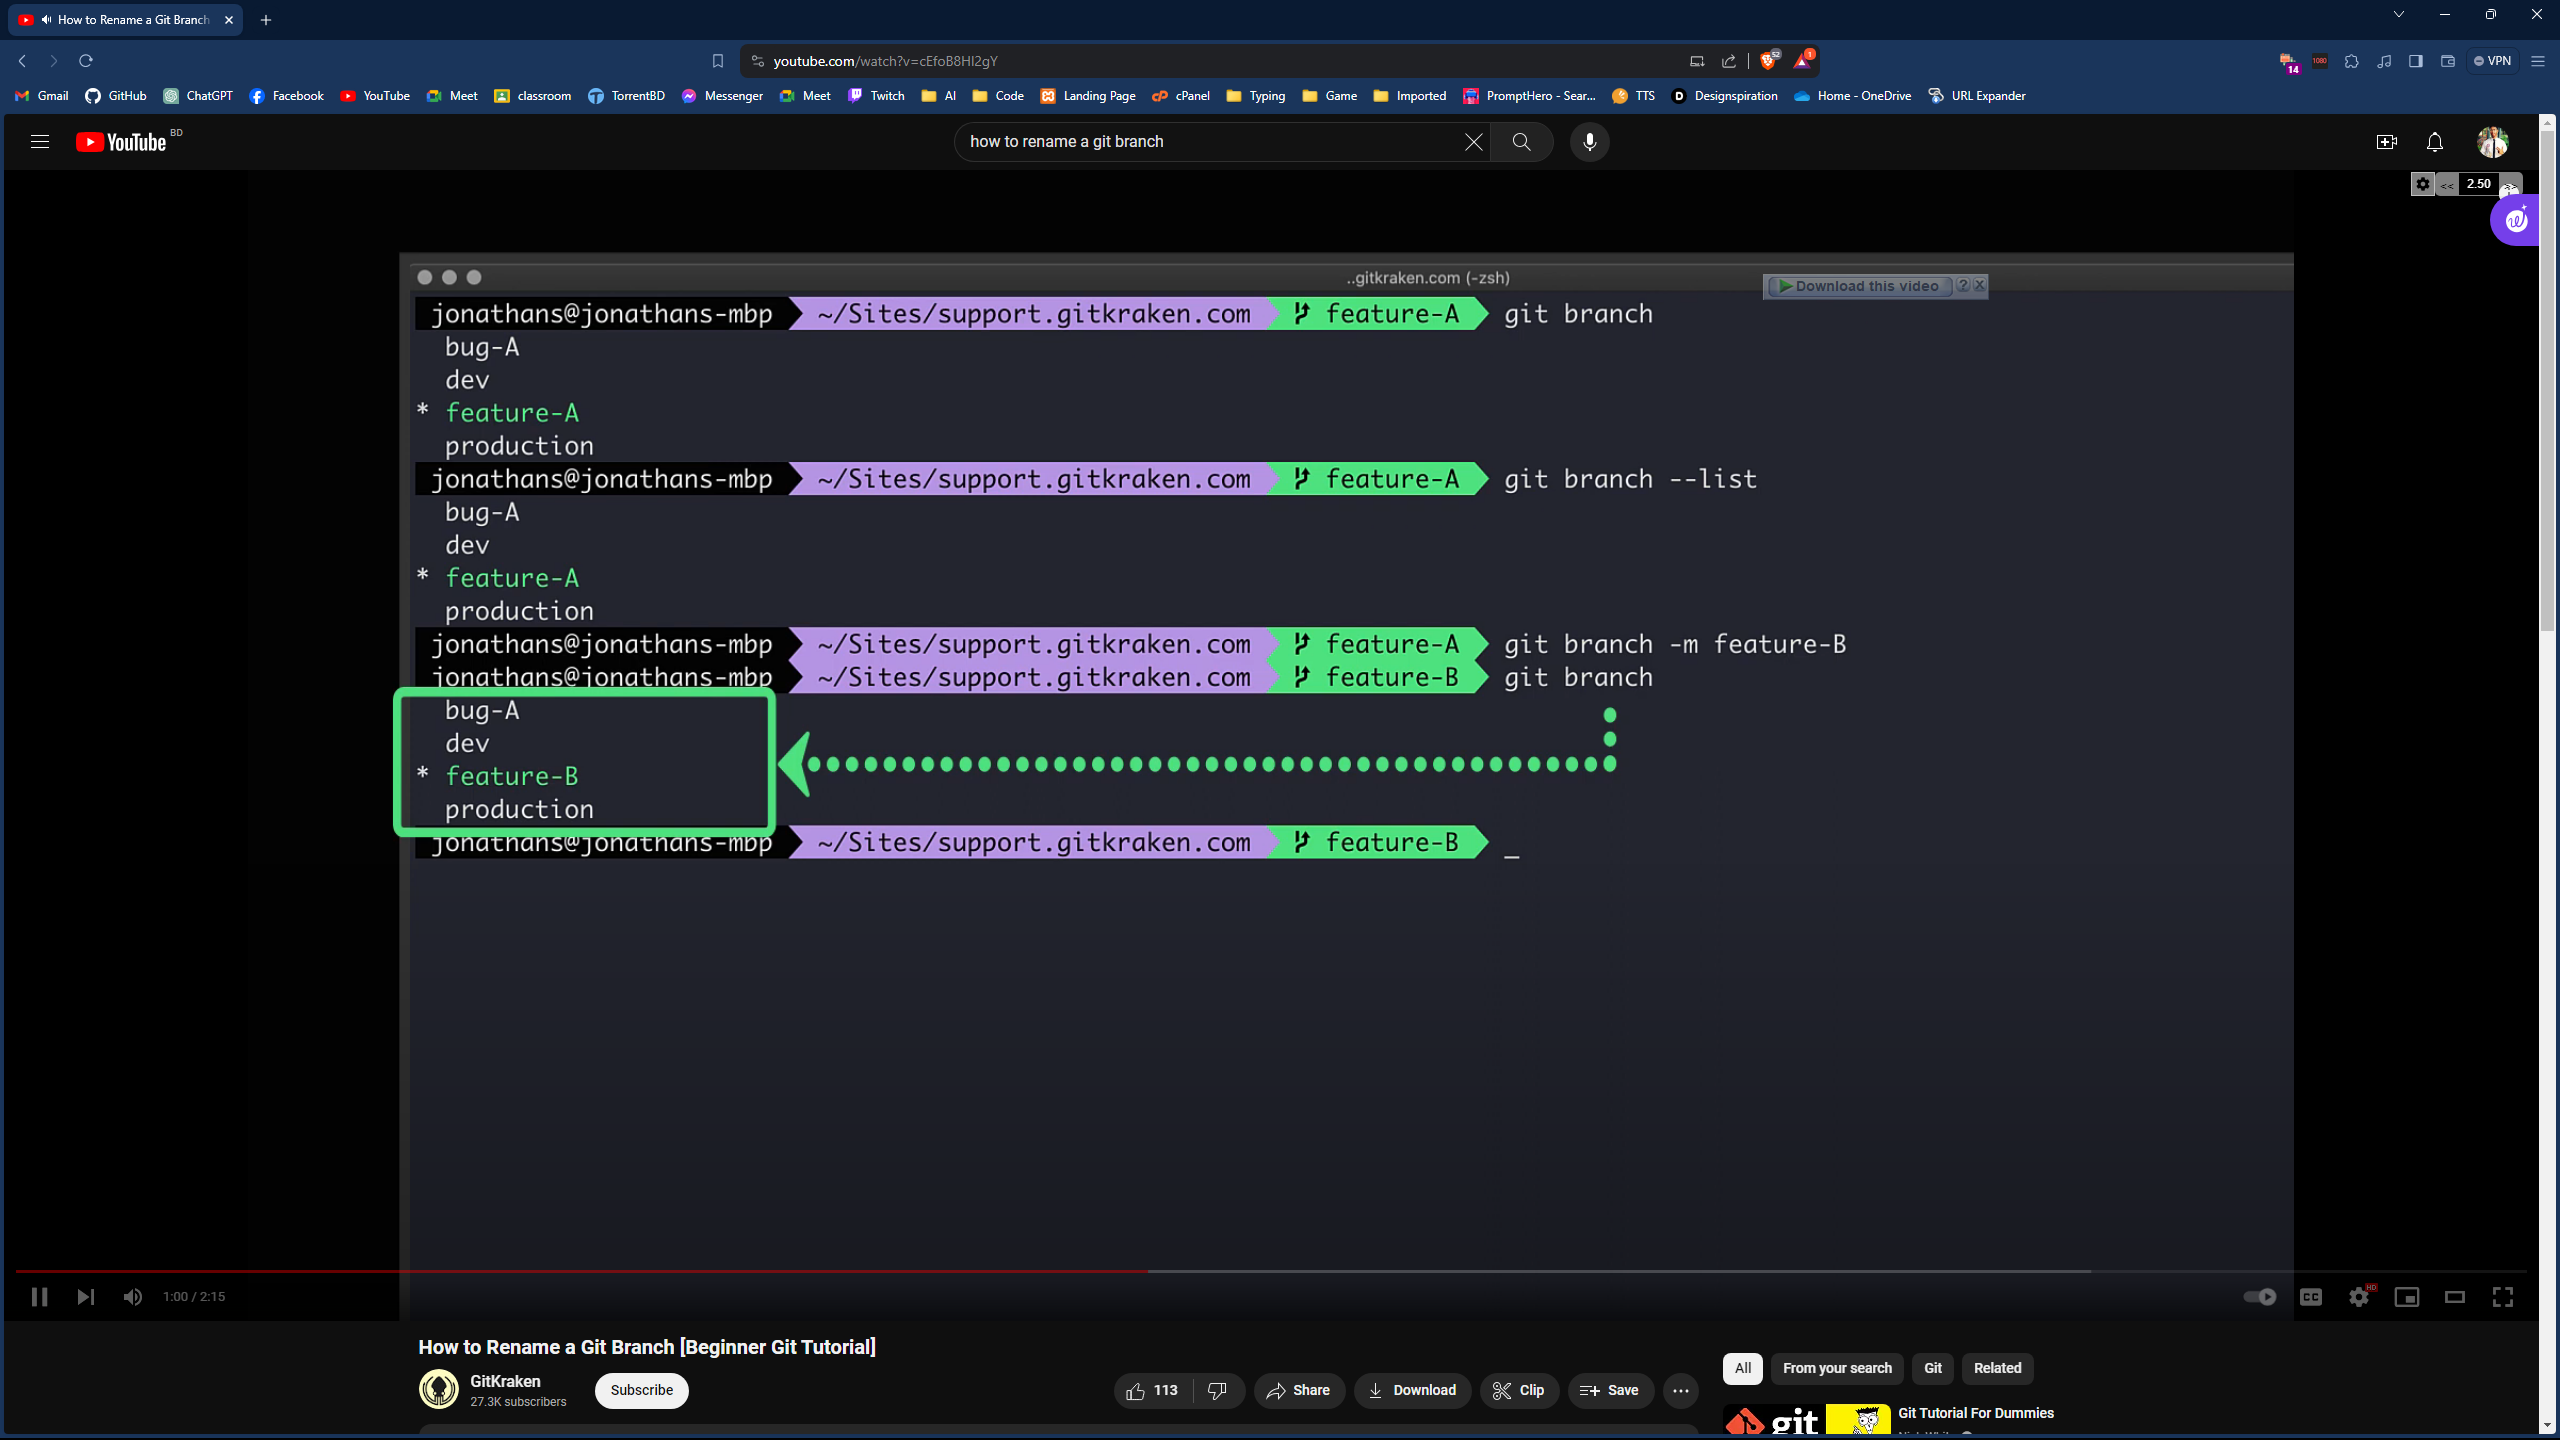 How to Rename a Git Branch
youtube.com/watch?v=cEfoB8HI2gY
52
1
14
1080
VPN
Gmail GitHub ChatGPT Facebook YouTube Meet classroom TorrentBD Messenger Meet Twitch AI Code Landing Page cPanel Typing Game Imported PromptHero - Sear... TTS Designspiration Home - OneDrive URL Expander
YouTube BD
how to rename a git branch
<< 2.50 >>
..gitkraken.com (-zsh)
Download this video ? X
jonathans@jonathans-mbp ~/Sites/support.gitkraken.com feature-A git branch
bug-A
dev
* feature-A
production
jonathans@jonathans-mbp ~/Sites/support.gitkraken.com feature-A git branch --list
bug-A
dev
* feature-A
production
jonathans@jonathans-mbp ~/Sites/support.gitkraken.com feature-A git branch -m feature-B
jonathans@jonathans-mbp ~/Sites/support.gitkraken.com feature-B git branch
bug-A
dev
* feature-B
production
jonathans@jonathans-mbp ~/Sites/support.gitkraken.com feature-B _
1:00 / 2:15
CC
HD
How to Rename a Git Branch [Beginner Git Tutorial]
GitKraken
27.3K subscribers
Subscribe
113 Share Download Clip Save
All From your search Git Related
git
Git Tutorial For Dummies